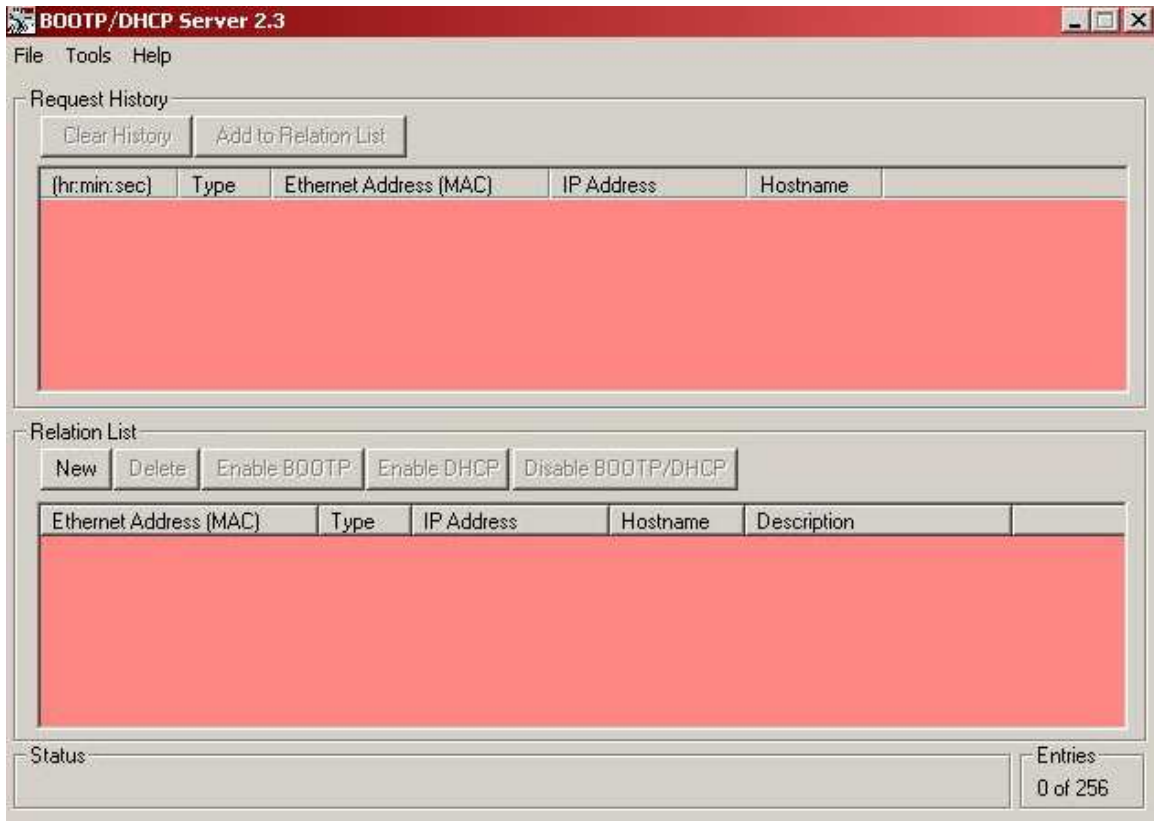 BOOTP/DHCP Server 2.3
File Tools Help
Request History
Clear History Add to Relation List
(hr:min:sec) Type Ethernet Address (MAC) IP Address Hostname
Relation List
New Delete Enable BOOTP Enable DHCP Disable BOOTP/DHCP
Ethernet Address (MAC) Type IP Address Hostname Description
Status
Entries
0 of 256